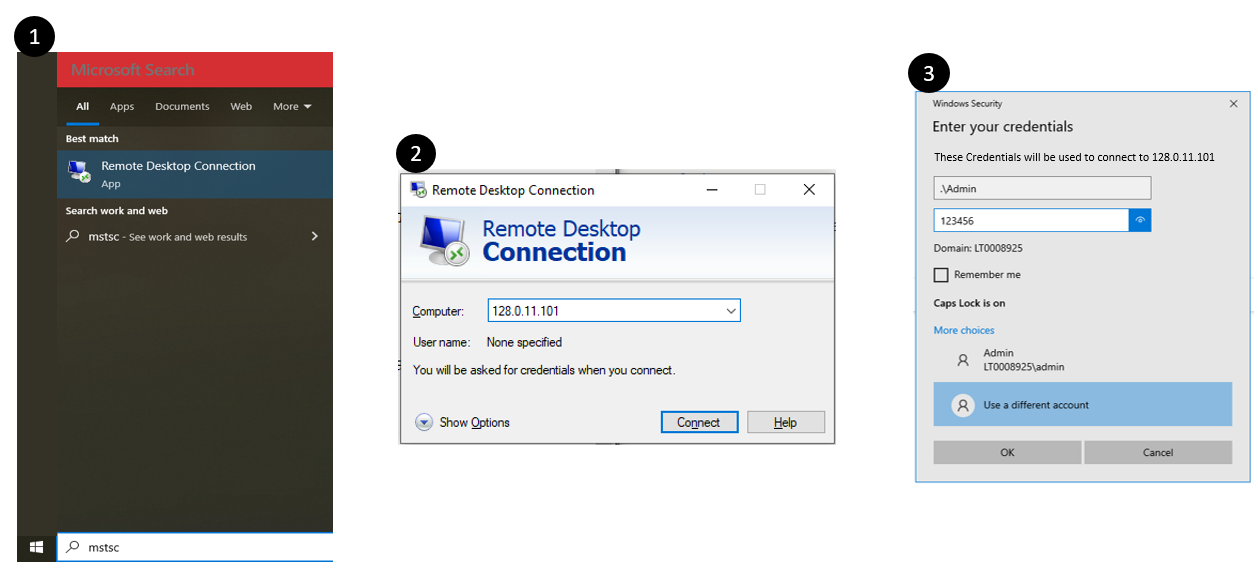 1
Microsoft Search
All Apps Documents Web More
Best match
Remote Desktop Connection
App
Search work and web
mstsc - See work and web results
mstsc
2
Remote Desktop Connection
Remote Desktop
Connection
Computer: 128.0.11.101
User name: None specified
You will be asked for credentials when you connect.
Show Options Connect Help
3
Windows Security
Enter your credentials
These Credentials will be used to connect to 128.0.11.101
.\Admin
123456
Domain: LT0008925
Remember me
Caps Lock is on
More choices
Admin
LT0008925\admin
Use a different account
OK Cancel